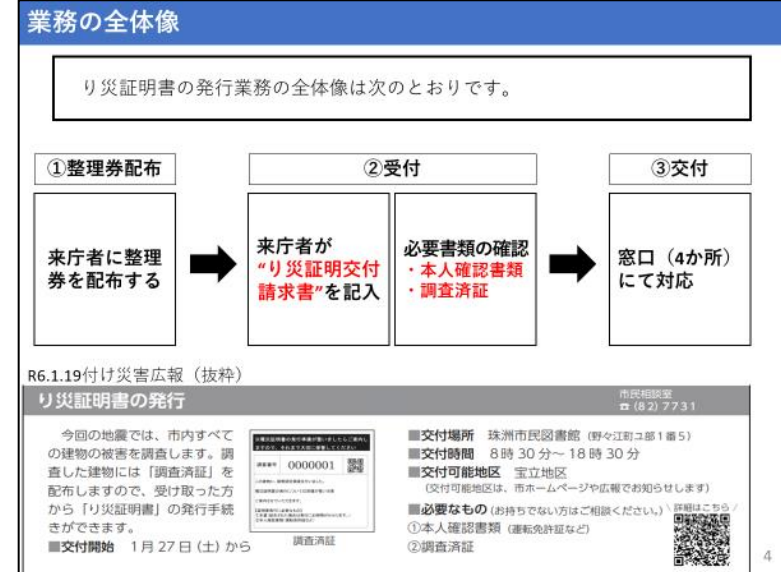 業務の全体像
り災証明書の発行業務の全体像は次のとおりです。
①整理券配布
来庁者に整理
券を配布する
②受付
来庁者が
“り災証明交付
請求書”を記入
必要書類の確認
・本人確認書類
・調査済証
③交付
窓口（4か所）
にて対応
R6.1.19付け災害広報（抜粋）
り災証明書の発行
市民相談室
☎(82)7731
今回の地震では、市内すべて
の建物の被害を調査します。調
査した建物には「調査済証」を
配布しますので、受け取った方
から「り災証明書」の発行手続
きができます。
■交付開始　1月27日(土)から
調査番号 0000001
調査済証
■交付場所　珠洲市民図書館（野々江町ユ部1番5）
■交付時間　8時30分～18時30分
■交付可能地区　宝立地区
（交付可能地区は、市ホームページや広報でお知らせします）
■必要なもの(お持ちでない方はご相談ください。)
\ 詳細はこちら /
①本人確認書類（運転免許証など）
②調査済証
4